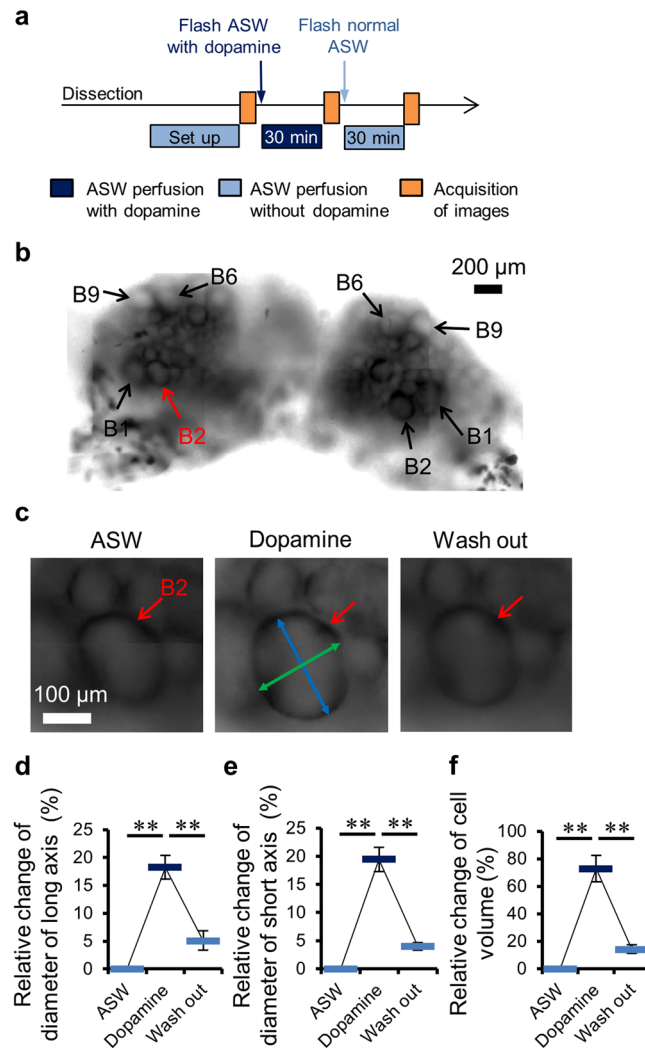 a
Flash ASW
with dopamine
Flash normal
ASW
Dissection
Set up
30 min
30 min
ASW perfusion
with dopamine
ASW perfusion
without dopamine
Acquisition
of images
b
200 µm
B6
B9
B6
B9
B1
B2
B1
B2
c
ASW
Dopamine
Wash out
B2
100 µm
d
Relative change of
diameter of long axis (%)
25
20
15
10
5
0
**
**
ASW
Dopamine
Wash out
e
Relative change of
diameter of short axis (%)
25
20
15
10
5
0
**
**
ASW
Dopamine
Wash out
f
Relative change of cell
volume (%)
100
80
60
40
20
0
**
**
ASW
Dopamine
Wash out